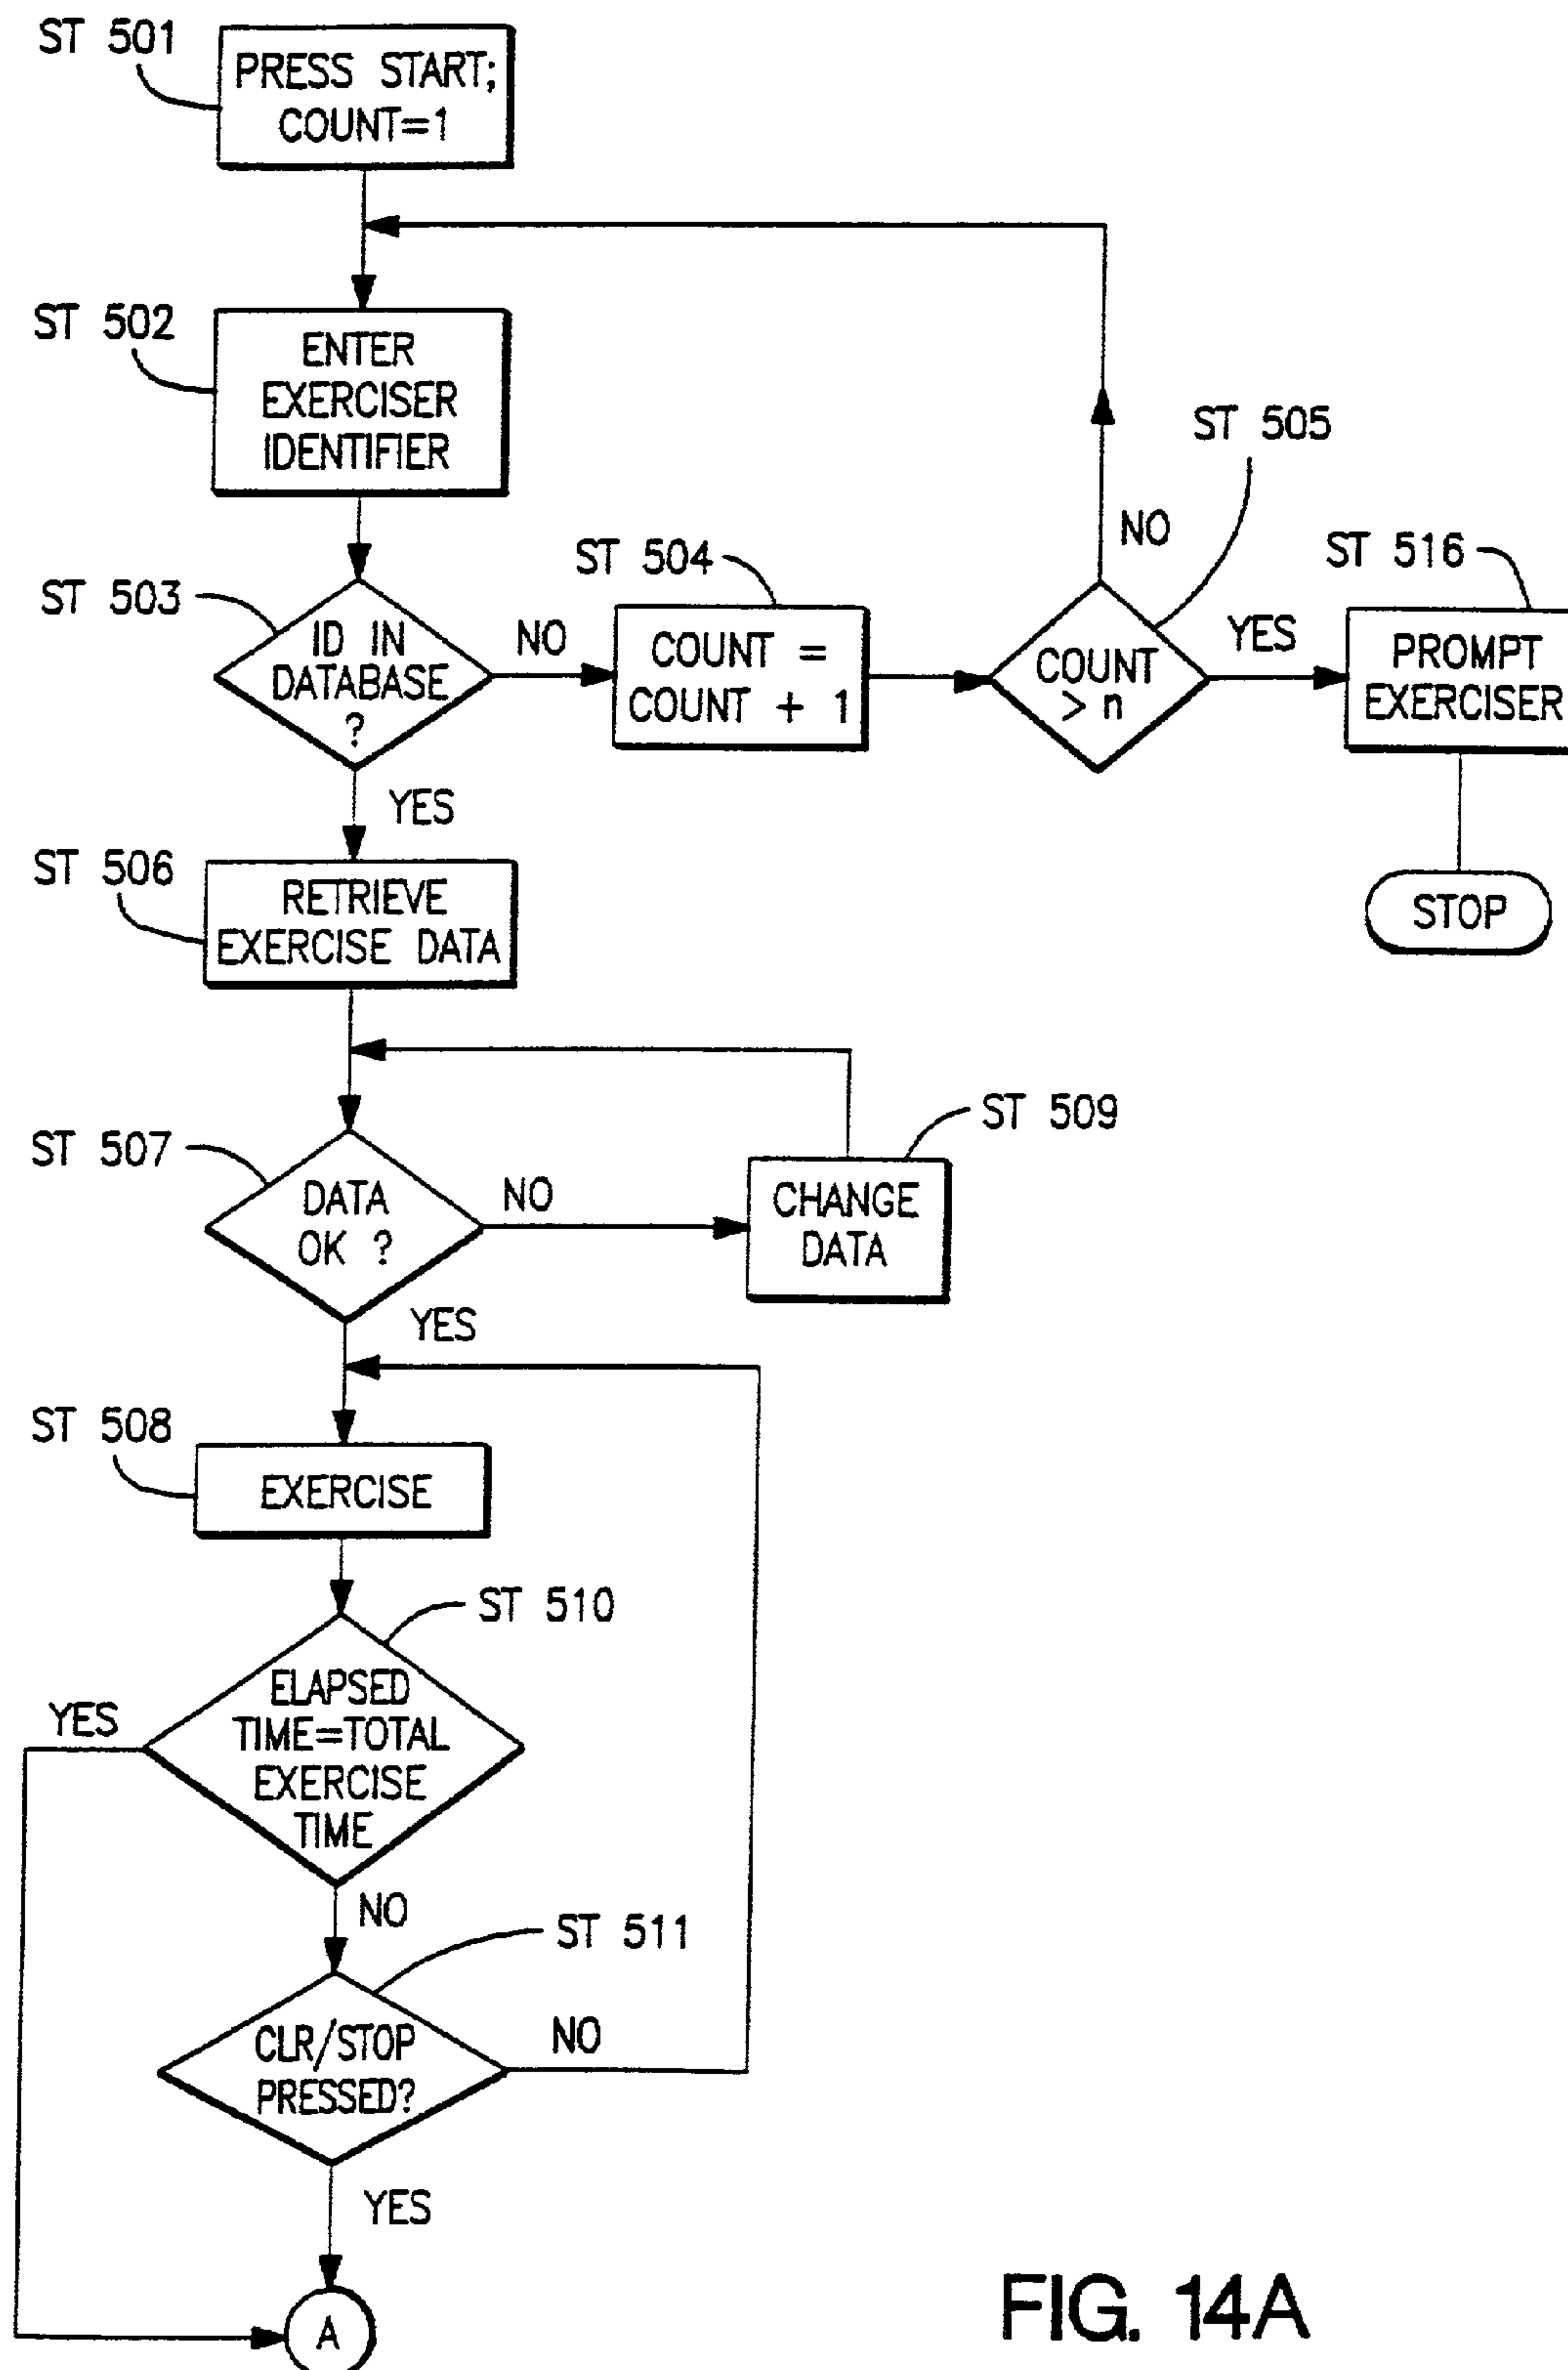 ST 501
PRESS START;
COUNT=1
ST 502
ENTER
EXERCISER
IDENTIFIER
ST 503
ID IN
DATABASE
?
NO
YES
ST 504
COUNT =
COUNT + 1
ST 505
COUNT
> n
NO
YES
ST 516
PROMPT
EXERCISER
STOP
ST 506
RETRIEVE
EXERCISE DATA
ST 507
DATA
OK ?
NO
YES
ST 509
CHANGE
DATA
ST 508
EXERCISE
ST 510
ELAPSED
TIME=TOTAL
EXERCISE
TIME
YES
NO
ST 511
CLR/STOP
PRESSED?
NO
YES
A
FIG. 14A